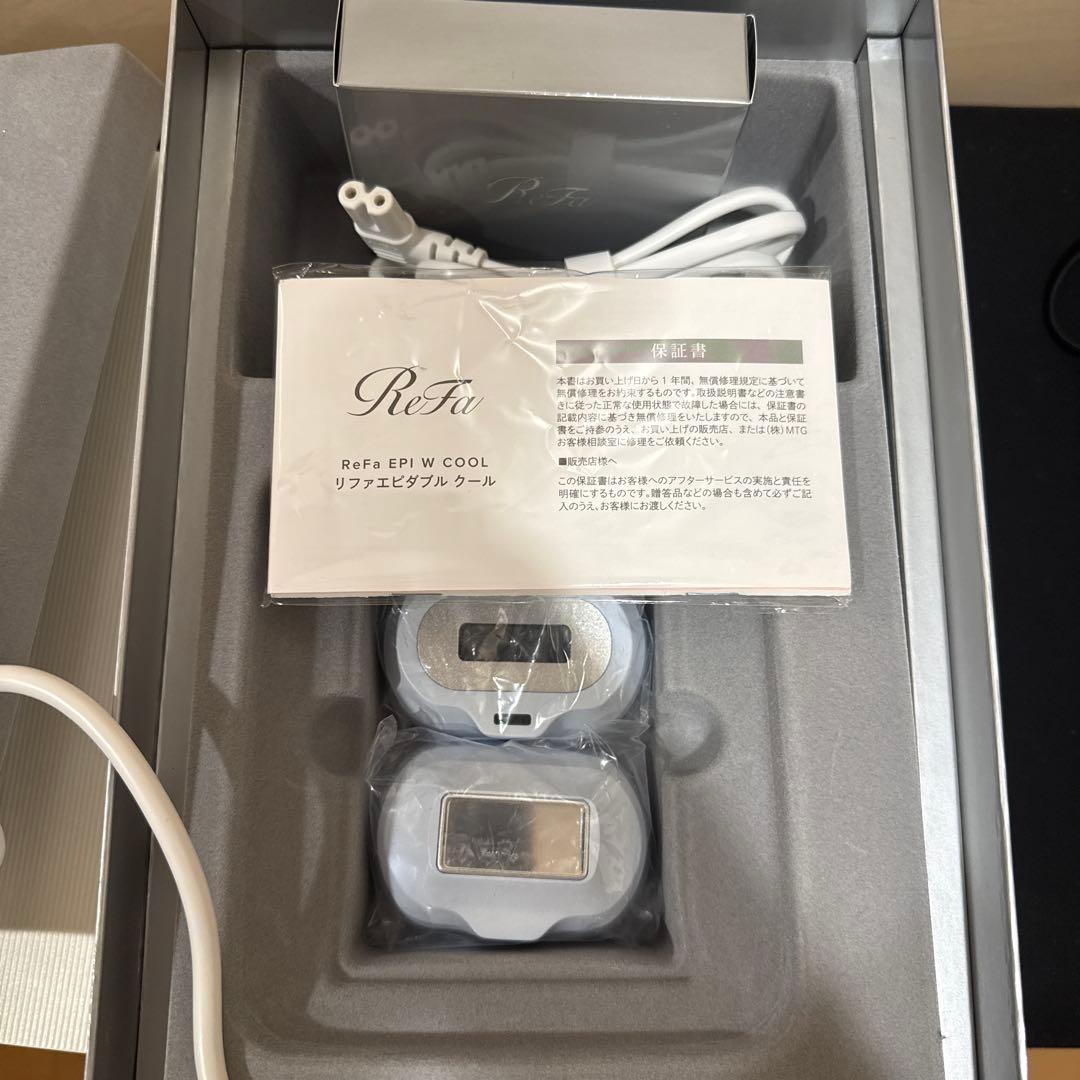 ReFa
ReFa
ReFa EPI W COOL
リファエピダブル クール
保証書
本書はお買い上げ日から1年間、無償修理規定に基づいて
無償修理をお約束するものです。取扱説明書などの注意書
きに従った正常な使用状態で故障した場合には、保証書の
記載内容に基づき無償修理をいたしますので、本品と保証
書をご持参のうえ、お買い上げの販売店、または(株)MTG
お客様相談室に修理をご依頼ください。
■販売店様へ
この保証書はお客様へのアフターサービスの実施と責任を
明確にするものです。贈答品などの場合も含めて必ずご記
入のうえ、お客様にお渡しください。